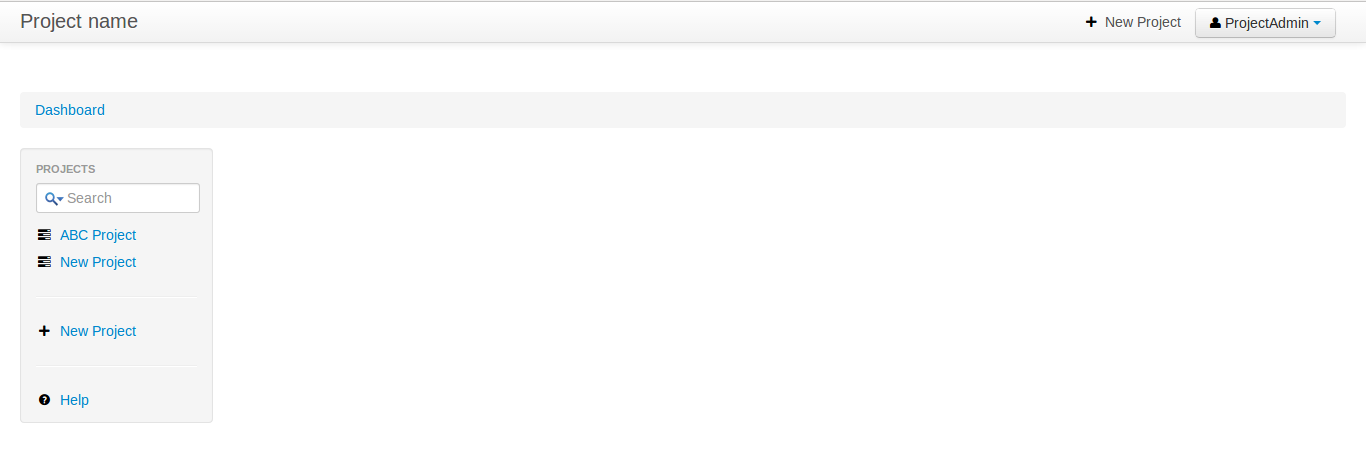 Project name
New Project
ProjectAdmin
Dashboard
PROJECTS
Search
ABC Project
New Project
New Project
Help